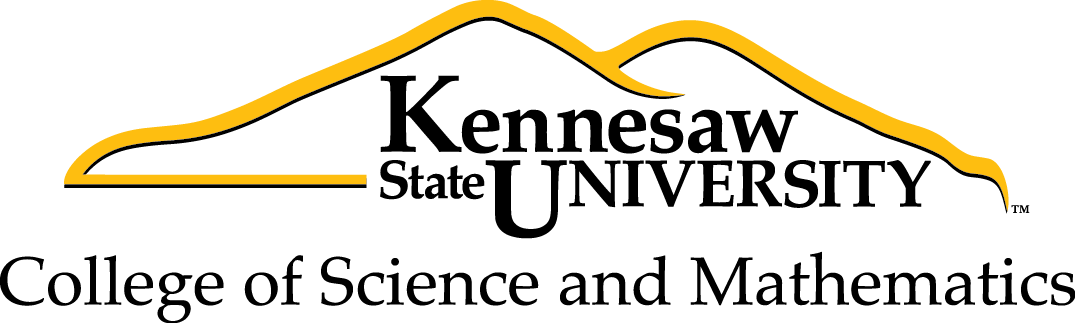 Kennesaw
State UNIVERSITY ™
College of Science and Mathematics